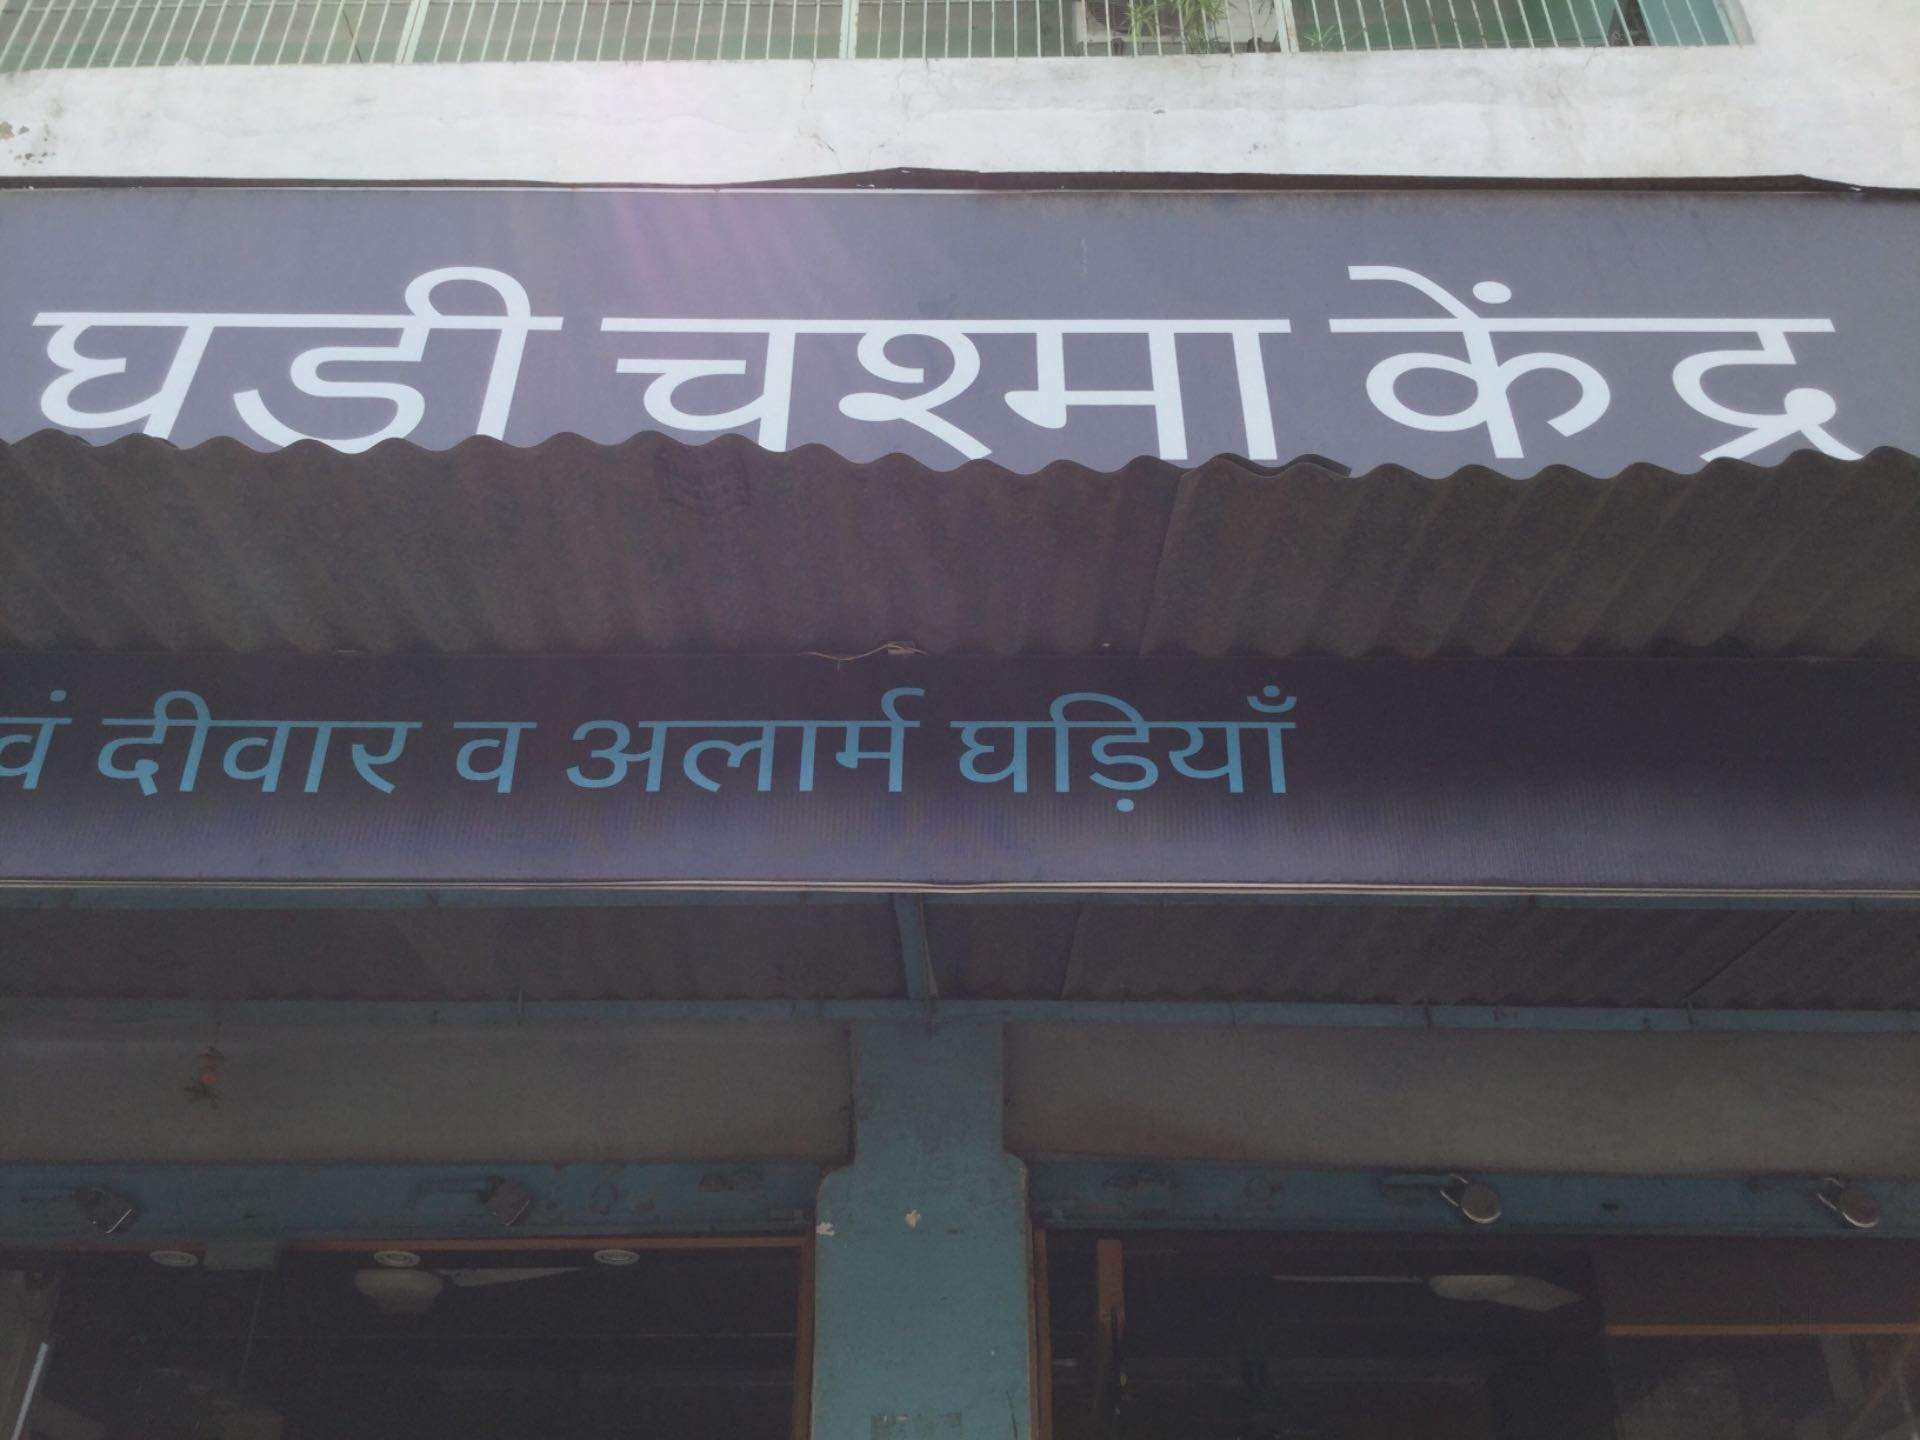 घडी चश्मा केंद्र
वं दीवार व अलार्म घड़ियाँ